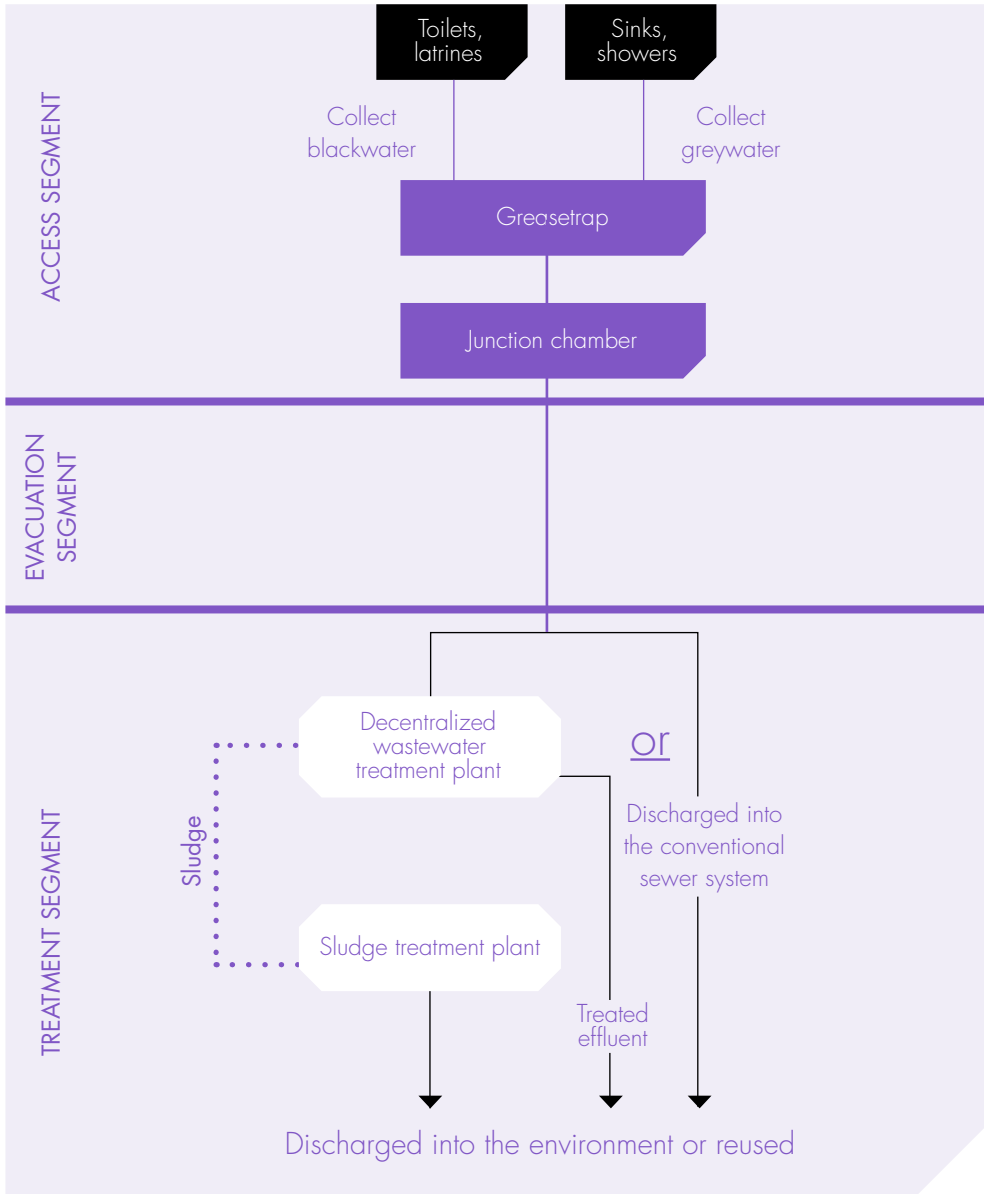 ACCESS SEGMENT
Toilets,
latrines
Sinks,
showers
Collect
blackwater
Collect
greywater
Greasetrap
Junction chamber
EVACUATION
SEGMENT
TREATMENT SEGMENT
Decentralized
wastewater
treatment plant
or
Discharged into
the conventional
sewer system
Sludge
Sludge treatment plant
Treated
effluent
Discharged into the environment or reused